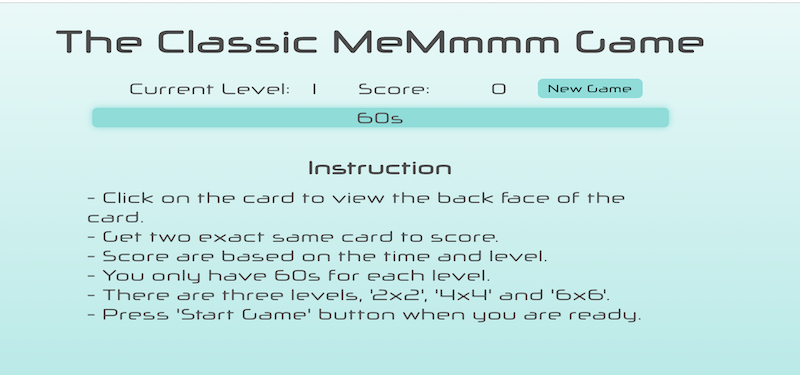 The Classic MeMmmm Game
Current Level: 1 Score: 0 New Game
60s
Instruction
- Click on the card to view the back face of the
card.
- Get two exact same card to score.
- Score are based on the time and level.
- You only have 60s for each level.
- There are three levels, '2x2', '4x4' and '6x6'.
- Press 'Start Game' button when you are ready.